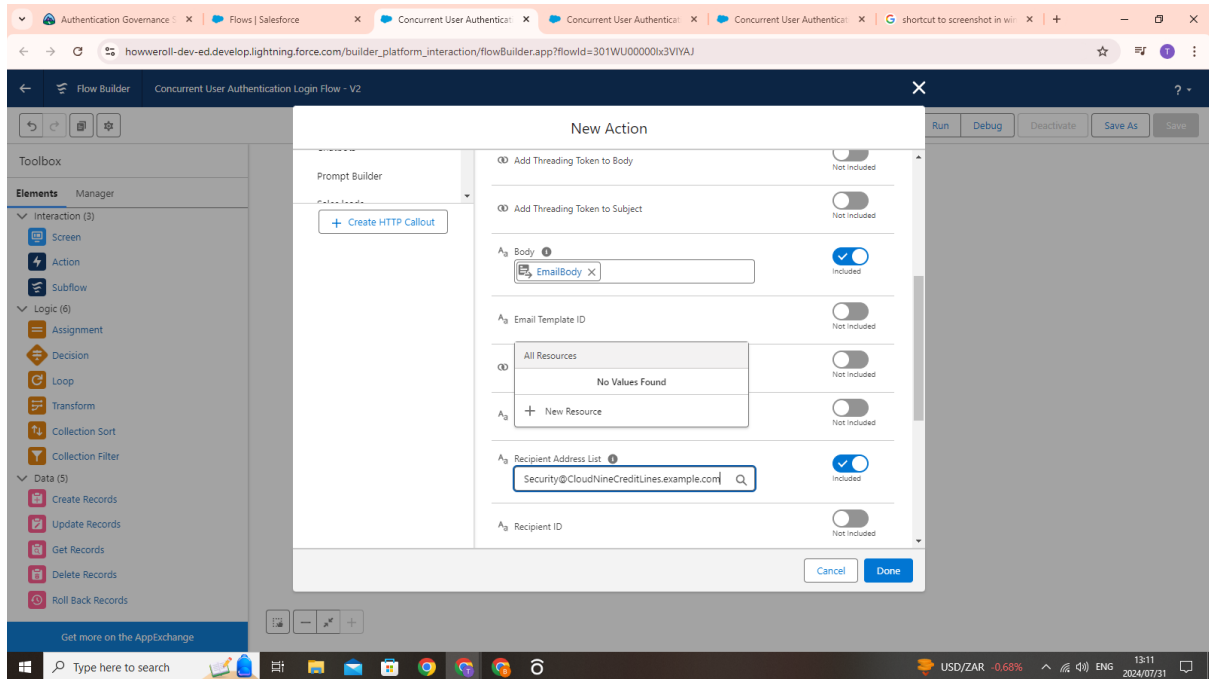 Authentication Governance S
Flows | Salesforce
Concurrent User Authenticati
Concurrent User Authenticat
Concurrent User Authenticat
shortcut to screenshot in win
howweroll-dev-ed.develop.lightning.force.com/builder_platform_interaction/flowBuilder.app?flowId=301WU00000Ix3VIYAJ
T
Flow Builder
Concurrent User Authentication Login Flow - V2
?
Run
Debug
Deactivate
Save As
Save
Toolbox
Elements
Manager
Interaction (3)
Screen
Action
Subflow
Logic (6)
Assignment
Decision
Loop
Transform
Collection Sort
Collection Filter
Data (5)
Create Records
Update Records
Get Records
Delete Records
Roll Back Records
Get more on the AppExchange
New Action
Prompt Builder
Create HTTP Callout
Add Threading Token to Body
Not Included
Add Threading Token to Subject
Not Included
Aa Body
EmailBody
Included
Aa Email Template ID
Not Included
All Resources
No Values Found
New Resource
Not Included
Aa
Not Included
Aa Recipient Address List
Security@CloudNineCreditLines.example.com
Included
Aa Recipient ID
Not Included
Cancel
Done
Type here to search
USD/ZAR -0.68%
ENG
13:11
2024/07/31